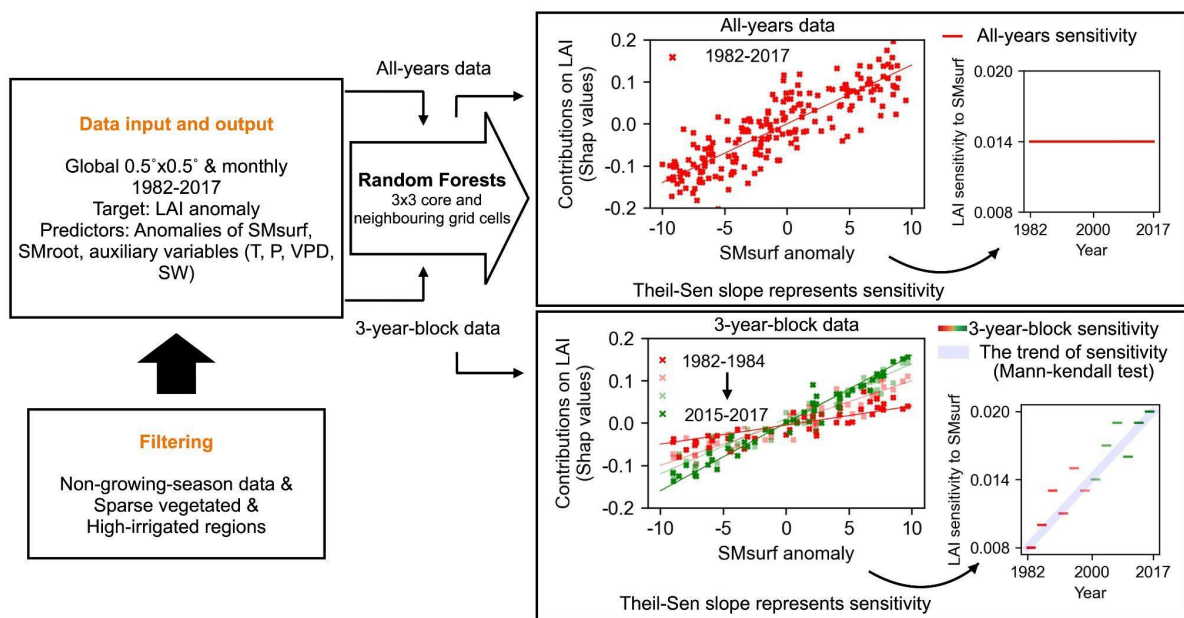 Data input and output
Global 0.5˚x0.5˚ & monthly
1982-2017
Target: LAI anomaly
Predictors: Anomalies of SMsurf,
SMroot, auxiliary variables (T, P, VPD,
SW)
Filtering
Non-growing-season data &
Sparse vegetated &
High-irrigated regions
All-years data
Random Forests
3x3 core and
neighbouring grid cells
3-year-block data
All-years data
Contributions on LAI
(Shap values)
0.2
0.1
0.0
-0.1
-0.2
1982-2017
-10
-5
0
5
10
SMsurf anomaly
Theil-Sen slope represents sensitivity
All-years sensitivity
LAI sensitivity to SMsurf
0.020
0.014
0.008
1982
2000
2017
Year
3-year-block data
Contributions on LAI
(Shap values)
0.2
0.1
0.0
-0.1
-0.2
1982-1984
2015-2017
-10
-5
0
5
10
SMsurf anomaly
Theil-Sen slope represents sensitivity
3-year-block sensitivity
The trend of sensitivity
(Mann-kendall test)
LAI sensitivity to SMsurf
0.020
0.014
0.008
1982
2000
2017
Year